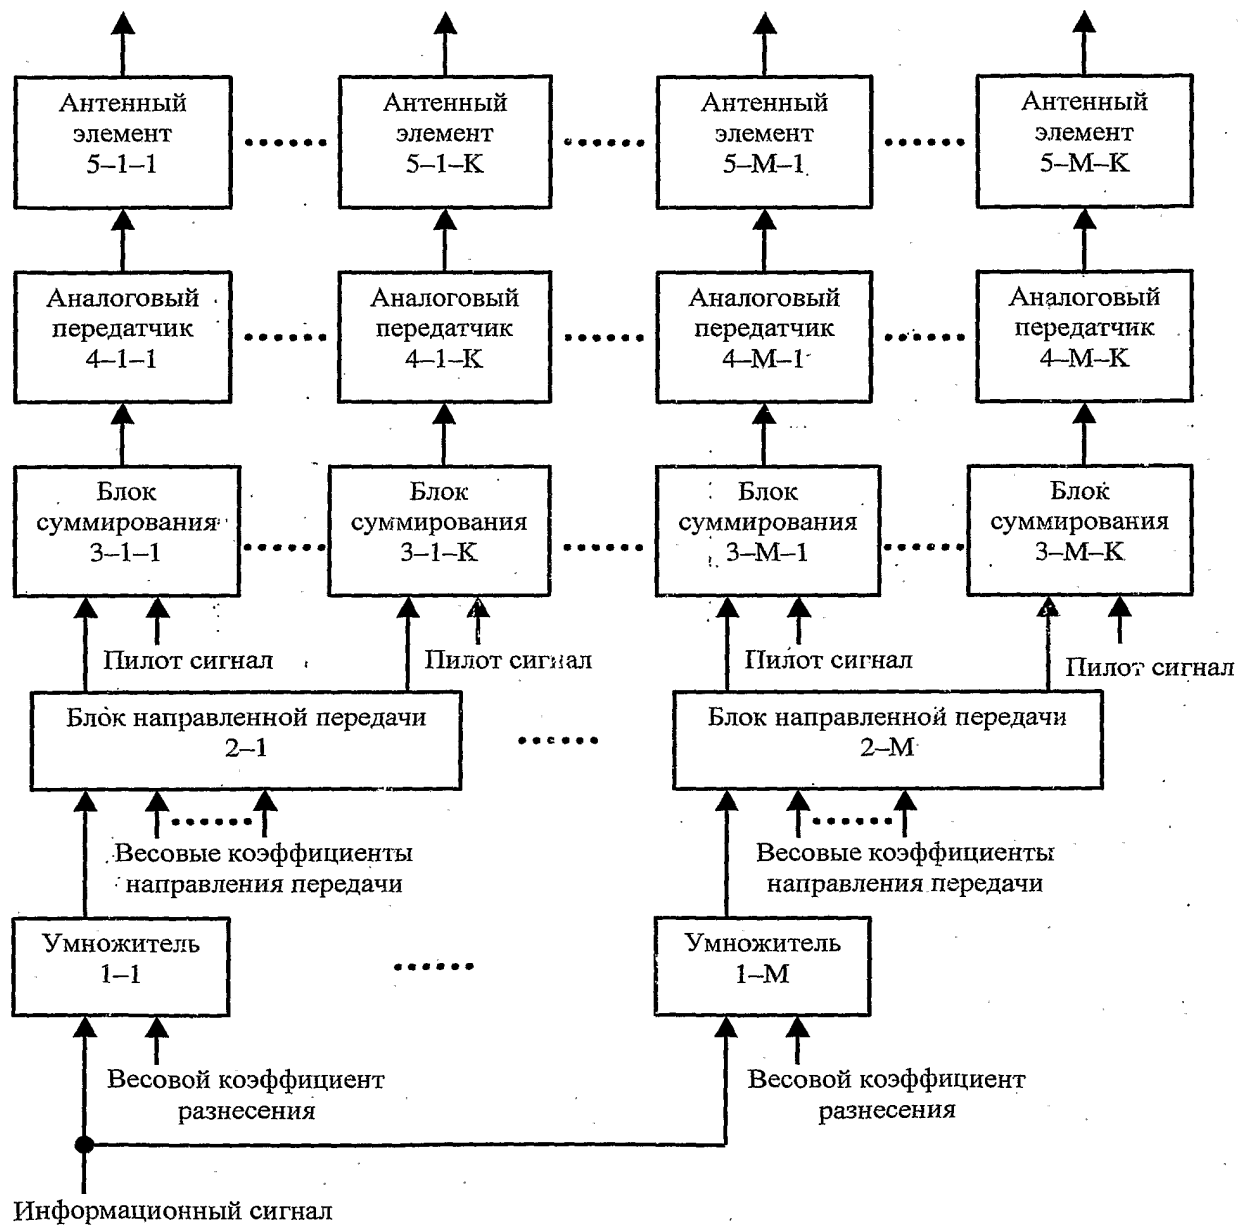 Антенный
элемент
5–1–1
Антенный
элемент
5–1–K
Антенный
элемент
5–M–1
Антенный
элемент
5–M–K
Аналоговый
передатчик
4–1–1
Аналоговый
передатчик
4–1–K
Аналоговый
передатчик
4–M–1
Аналоговый
передатчик
4–M–K
Блок
суммирования
3–1–1
Блок
суммирования
3–1–K
Блок
суммирования
3–M–1
Блок
суммирования
3–M–K
Пилот сигнал
Пилот сигнал
Пилот сигнал
Пилот сигнал
Блок направленной передачи
2–1
Блок направленной передачи
2–M
Весовые коэффициенты
направления передачи
Весовые коэффициенты
направления передачи
Умножитель
1–1
Умножитель
1–M
Весовой коэффициент
разнесения
Весовой коэффициент
разнесения
Информационный сигнал